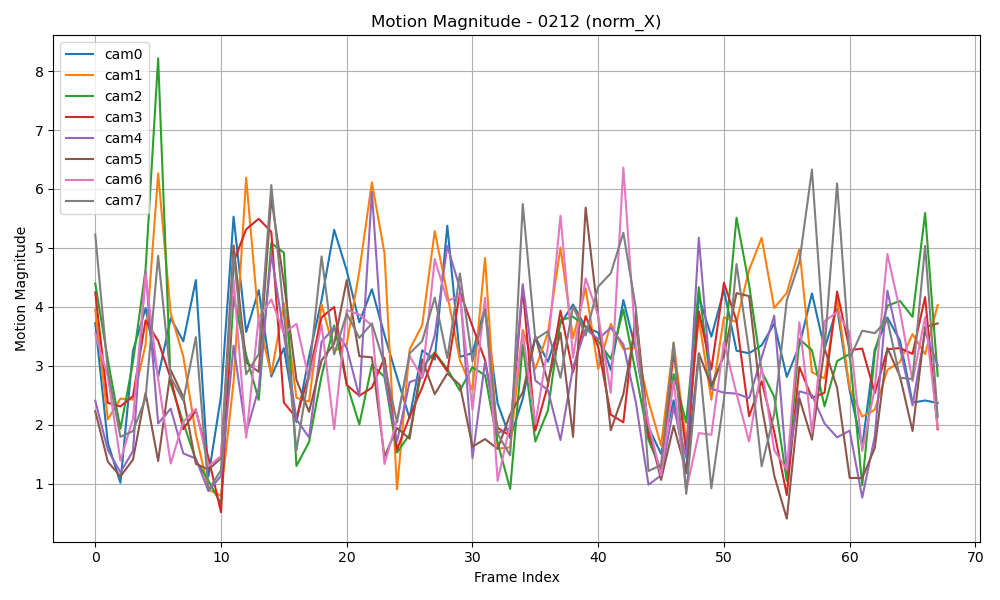 Motion Magnitude - 0212 (norm_X)
cam0
cam1
cam2
cam3
cam4
cam5
cam6
cam7
Motion Magnitude
8
7
6
5
4
3
2
1
0 10 20 30 40 50 60 70
Frame Index